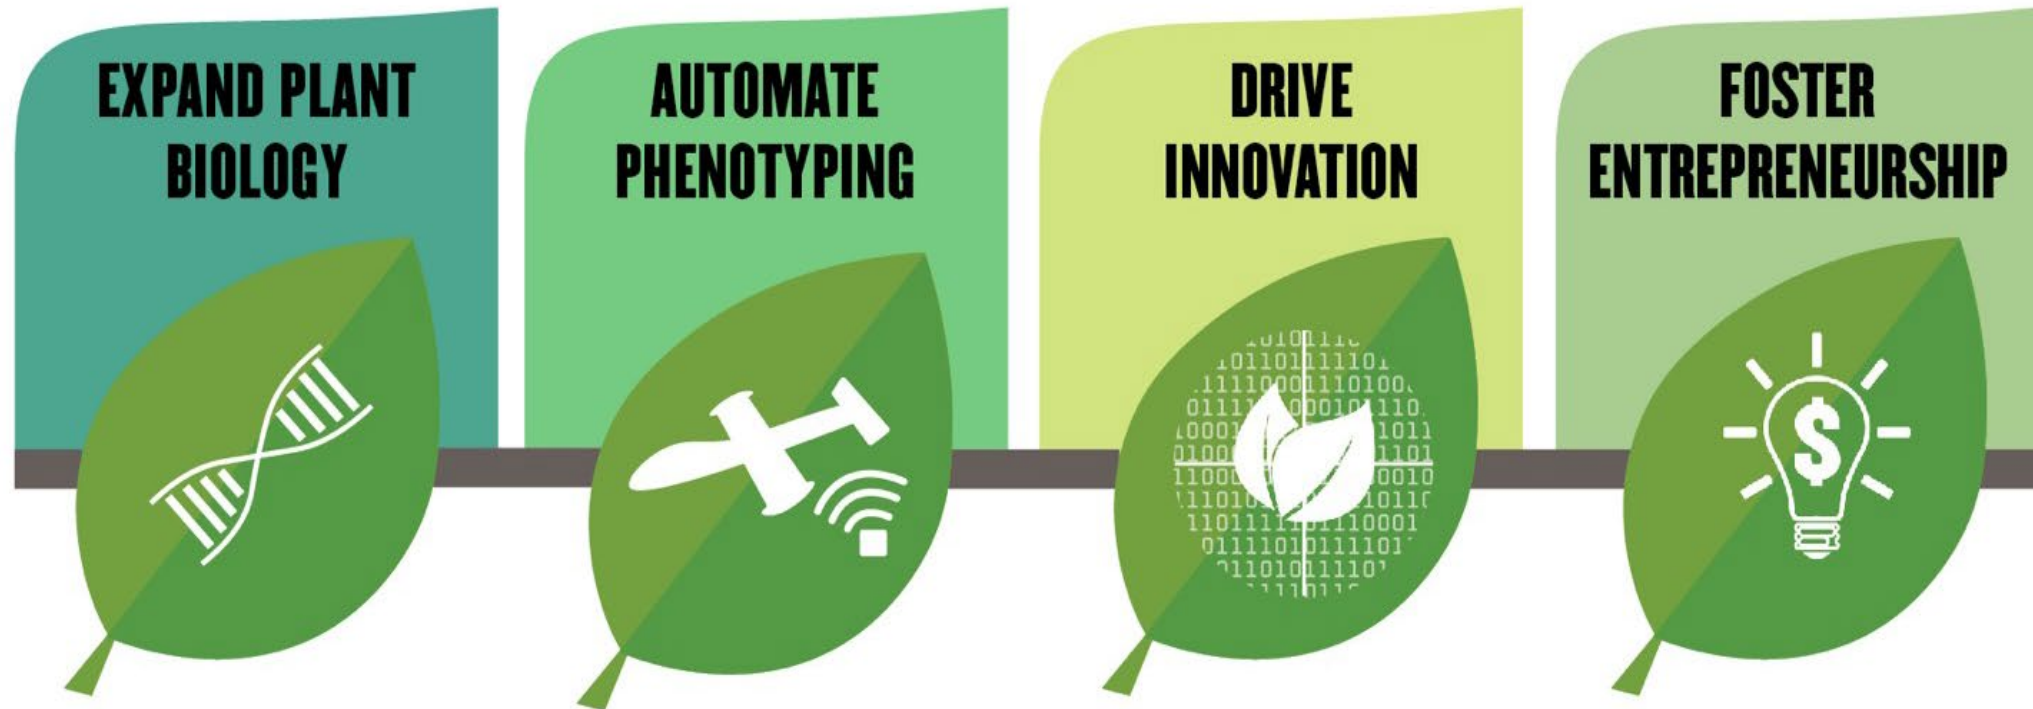 EXPAND PLANT
BIOLOGY
AUTOMATE
PHENOTYPING
DRIVE
INNOVATION
FOSTER
ENTREPRENEURSHIP
$